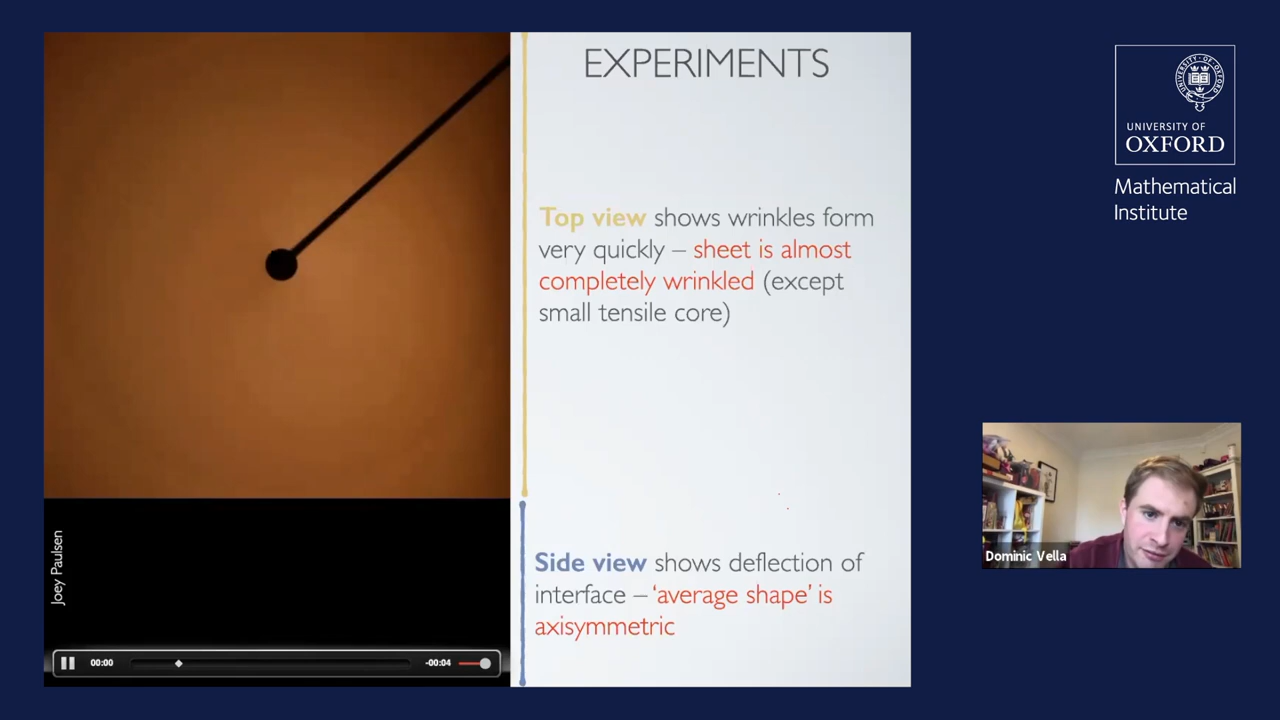 EXPERIMENTS
Top view shows wrinkles form
very quickly – sheet is almost
completely wrinkled (except
small tensile core)
Side view shows deflection of
interface – ‘average shape’ is
axisymmetric
Joey Paulsen
00:00
-00:04
UNIVERSITY OF
OXFORD
Mathematical
Institute
Dominic Vella